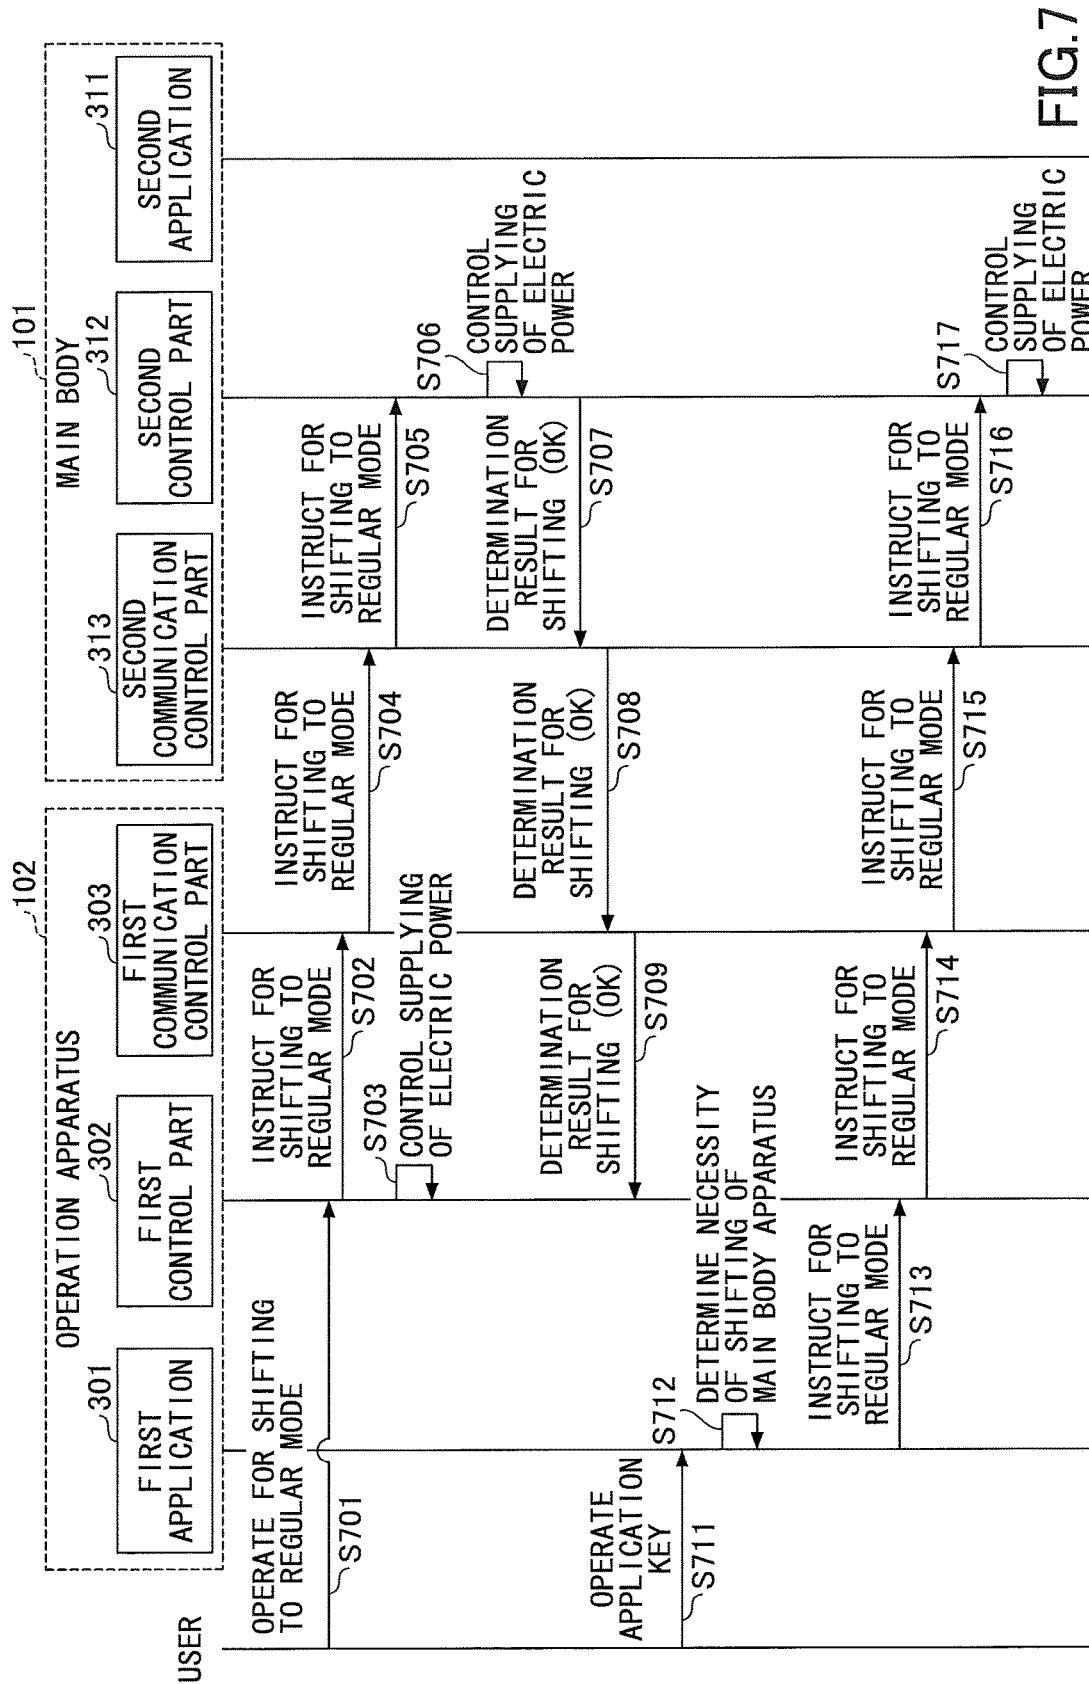 101
102
OPERATION APPARATUS
MAIN BODY
301
302
303
313
312
311
USER
FIRST
APPLICATION
FIRST
CONTROL PART
FIRST
COMMUNICATION
CONTROL PART
SECOND
COMMUNICATION
CONTROL PART
SECOND
CONTROL PART
SECOND
APPLICATION
OPERATE FOR SHIFTING
TO REGULAR MODE
S701
INSTRUCT FOR
SHIFTING TO
REGULAR MODE
S702
S703
CONTROL SUPPLYING
OF ELECTRIC POWER
INSTRUCT FOR
SHIFTING TO
REGULAR MODE
S704
INSTRUCT FOR
SHIFTING TO
REGULAR MODE
S705
S706
CONTROL
SUPPLYING
OF ELECTRIC
POWER
DETERMINATION
RESULT FOR
SHIFTING (OK)
S707
DETERMINATION
RESULT FOR
SHIFTING (OK)
S708
DETERMINATION
RESULT FOR
SHIFTING (OK)
S709
OPERATE
APPLICATION
KEY
S711
S712
DETERMINE NECESSITY
OF SHIFTING OF
MAIN BODY APPARATUS
INSTRUCT FOR
SHIFTING TO
REGULAR MODE
S713
INSTRUCT FOR
SHIFTING TO
REGULAR MODE
S714
INSTRUCT FOR
SHIFTING TO
REGULAR MODE
S715
INSTRUCT FOR
SHIFTING TO
REGULAR MODE
S716
S717
CONTROL
SUPPLYING
OF ELECTRIC
POWER
FIG.7